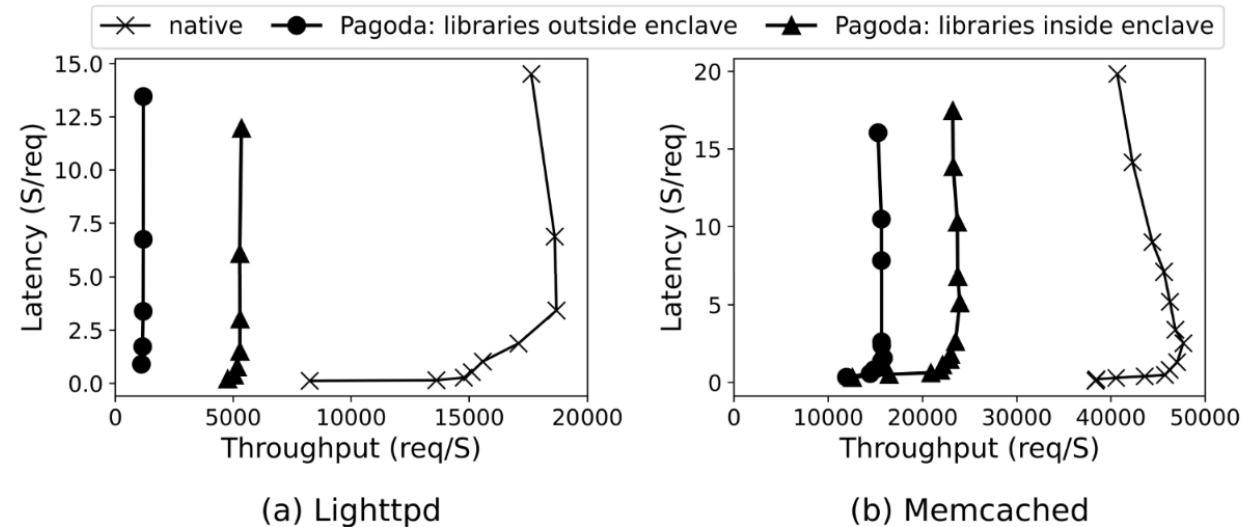 native Pagoda: libraries outside enclave Pagoda: libraries inside enclave
15.0
12.5
10.0
7.5
5.0
2.5
0.0
Latency (S/req)
0 5000 10000 15000 20000
Throughput (req/S)
(a) Lighttpd
20
15
10
5
0
Latency (S/req)
0 10000 20000 30000 40000 50000
Throughput (req/S)
(b) Memcached